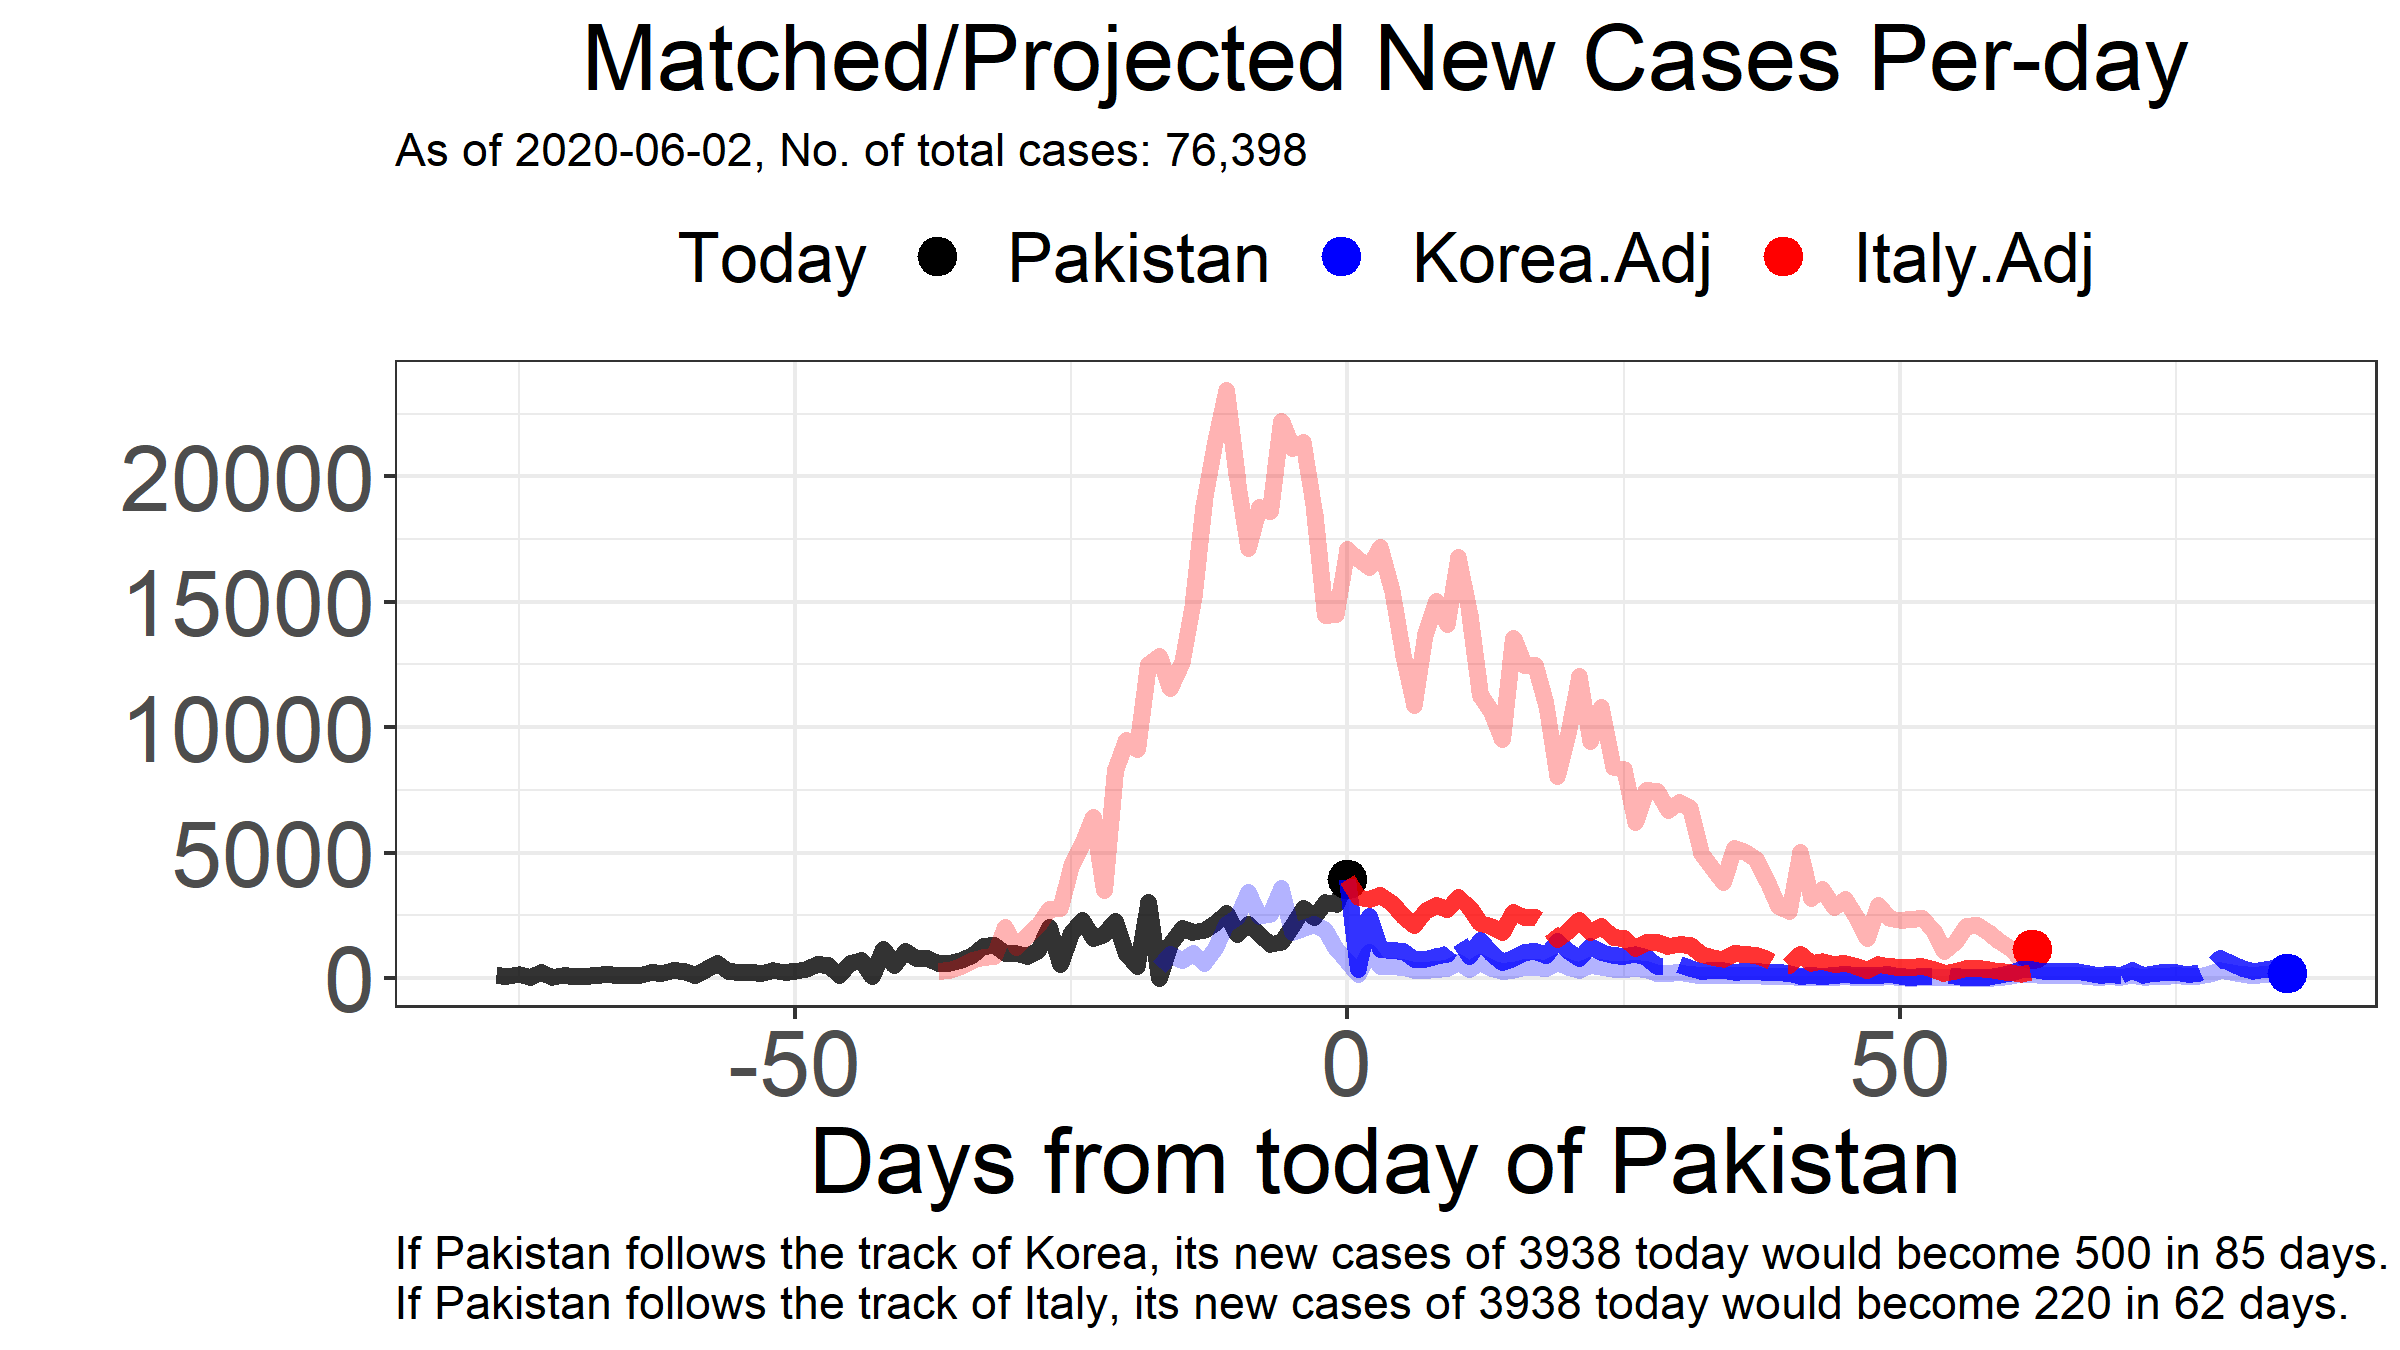 Matched/Projected New Cases Per-day
As of 2020-06-02, No. of total cases: 76,398
Today Pakistan Korea.Adj Italy.Adj
20000
15000
10000
5000
0
-50 0 50
Days from today of Pakistan
If Pakistan follows the track of Korea, its new cases of 3938 today would become 500 in 85 days.
If Pakistan follows the track of Italy, its new cases of 3938 today would become 220 in 62 days.